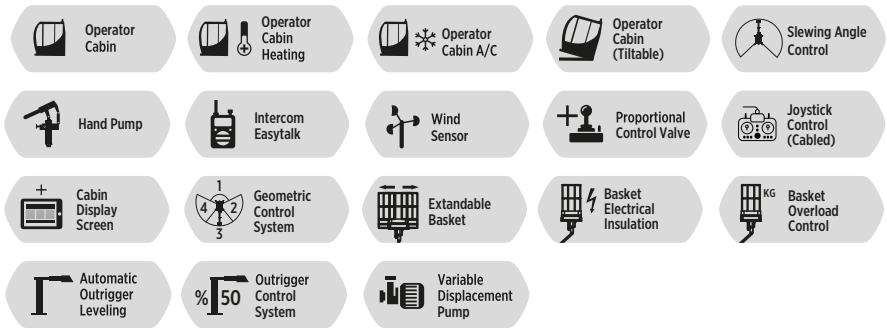 Operator
Cabin
Operator
Cabin
Heating
Operator
Cabin A/C
Operator
Cabin
(Tiltable)
Slewing Angle
Control
Hand Pump
Intercom
Easytalk
Wind
Sensor
Proportional
Control Valve
Joystick
Control
(Cabled)
Cabin
Display
Screen
1
4 2
3
Geometric
Control
System
Extandable
Basket
Basket
Electrical
Insulation
KG
Basket
Overload
Control
Automatic
Outrigger
Leveling
% 50
Outrigger
Control
System
Variable
Displacement
Pump